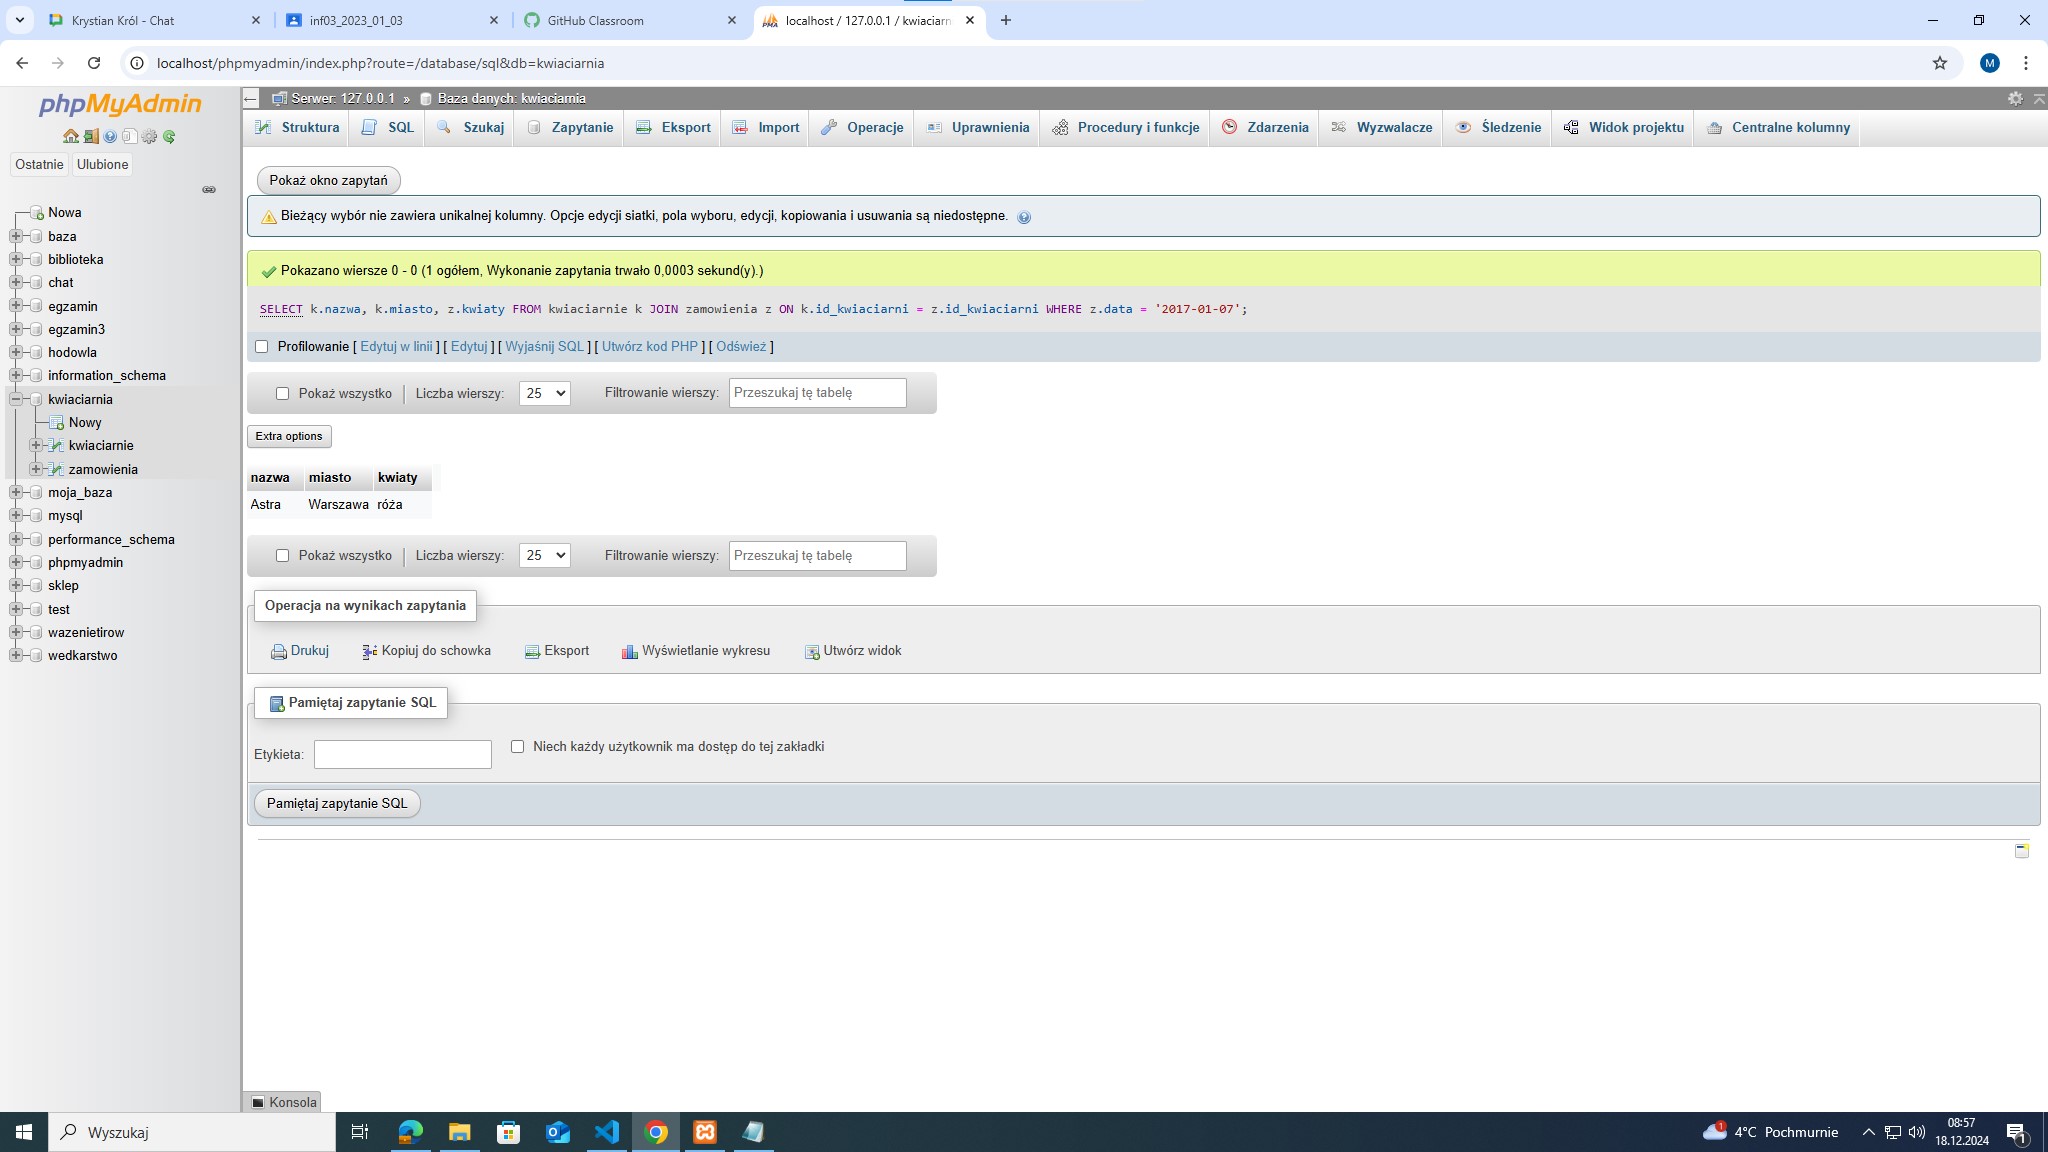 Krystian Król - Chat
inf03_2023_01_03
GitHub Classroom
localhost / 127.0.0.1 / kwiaciarn
localhost/phpmyadmin/index.php?route=/database/sql&db=kwiaciarnia
M
phpMyAdmin
Ostatnie
Ulubione
Nowa
baza
biblioteka
chat
egzamin
egzamin3
hodowla
information_schema
kwiaciarnia
Nowy
kwiaciarnie
zamowienia
moja_baza
mysql
performance_schema
phpmyadmin
sklep
test
wazenietirow
wedkarstwo
Serwer: 127.0.0.1 » Baza danych: kwiaciarnia
Struktura SQL Szukaj Zapytanie Eksport Import Operacje Uprawnienia Procedury i funkcje Zdarzenia Wyzwalacze Śledzenie Widok projektu Centralne kolumny
Pokaż okno zapytań
Bieżący wybór nie zawiera unikalnej kolumny. Opcje edycji siatki, pola wyboru, edycji, kopiowania i usuwania są niedostępne.
Pokazano wiersze 0 - 0 (1 ogółem, Wykonanie zapytania trwało 0,0003 sekund(y).)
SELECT k.nazwa, k.miasto, z.kwiaty FROM kwiaciarnie k JOIN zamowienia z ON k.id_kwiaciarni = z.id_kwiaciarni WHERE z.data = '2017-01-07';
Profilowanie [ Edytuj w linii ] [ Edytuj ] [ Wyjaśnij SQL ] [ Utwórz kod PHP ] [ Odśwież ]
Pokaż wszystko | Liczba wierszy: 25 Filtrowanie wierszy: Przeszukaj tę tabelę
Extra options
nazwa miasto kwiaty
Astra Warszawa róża
Pokaż wszystko | Liczba wierszy: 25 Filtrowanie wierszy: Przeszukaj tę tabelę
Operacja na wynikach zapytania
Drukuj Kopiuj do schowka Eksport Wyświetlanie wykresu Utwórz widok
Pamiętaj zapytanie SQL
Etykieta: Niech każdy użytkownik ma dostęp do tej zakładki
Pamiętaj zapytanie SQL
Konsola
Wyszukaj
1
4°C Pochmurnie
08:57
18.12.2024
1